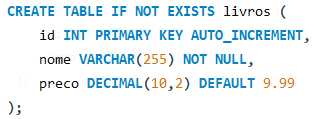 CREATE TABLE IF NOT EXISTS livros (
    id INT PRIMARY KEY AUTO_INCREMENT,
    nome VARCHAR(255) NOT NULL,
    preco DECIMAL(10,2) DEFAULT 9.99
);